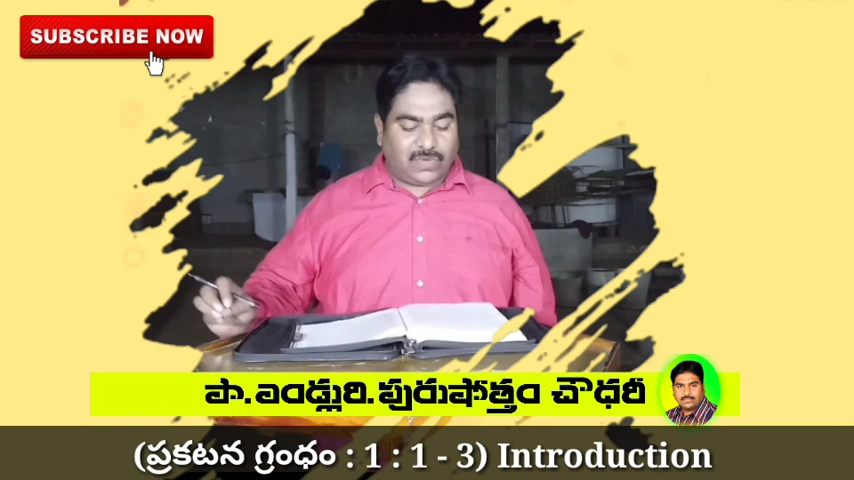 SUBSCRIBE NOW
పా. ఎండ్లురి. పురుషోత్తం చౌధరీ
(ప్రకటన గ్రంధం : 1 : 1 - 3) Introduction